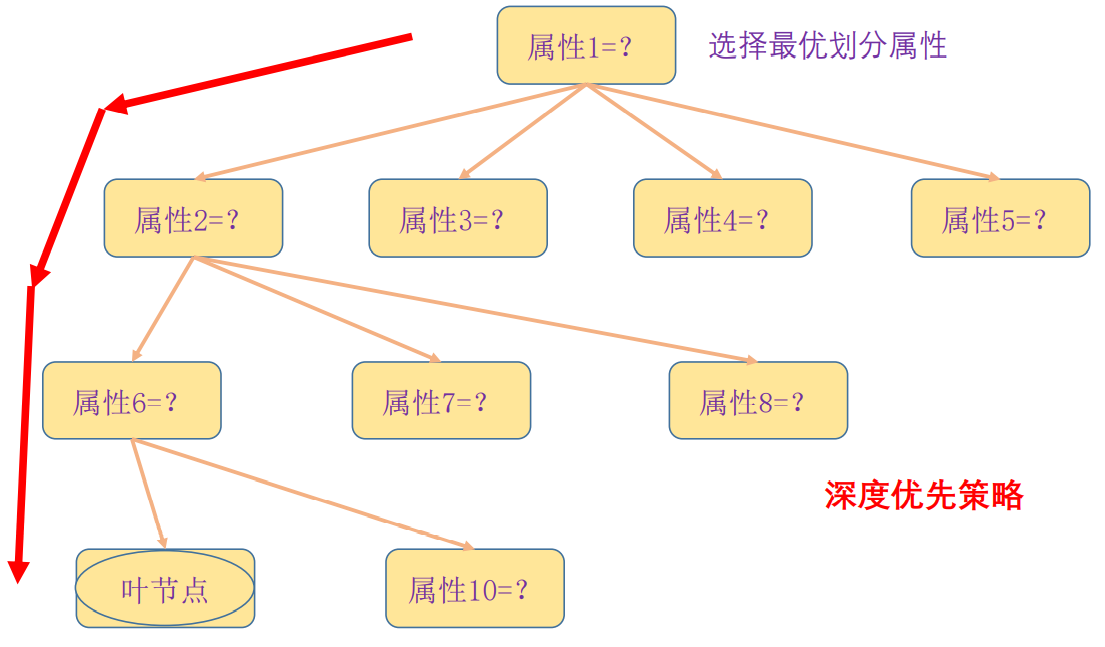 属性1=？
选择最优划分属性
属性2=？
属性3=？
属性4=？
属性5=？
属性6=？
属性7=？
属性8=？
深度优先策略
叶节点
属性10=？